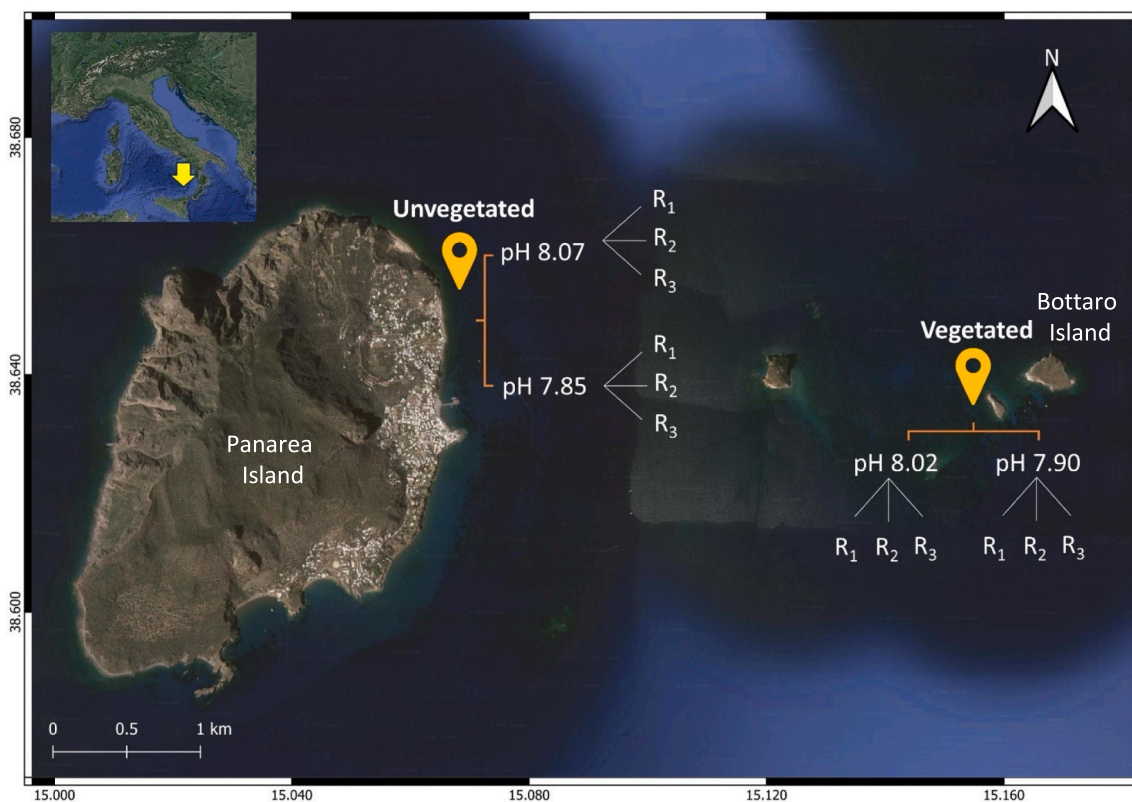 N
38.680
38.640
38.600
Unvegetated
pH 8.07
R₁
R₂
R₃
pH 7.85
R₁
R₂
R₃
Panarea
Island
Bottaro
Island
Vegetated
pH 8.02
pH 7.90
R₁ R₂ R₃
R₁ R₂ R₃
0 0.5 1 km
15.000 15.040 15.080 15.120 15.160